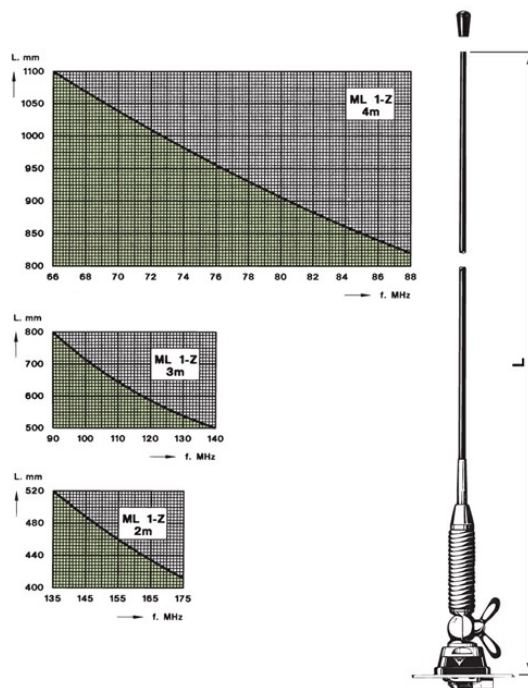 L. mm
1100
1050
1000
950
900
850
800
ML 1-Z
4m
66 68 70 72 74 76 78 80 82 84 86 88
f. MHz
L. mm
800
700
600
500
ML 1-Z
3m
90 100 110 120 130 140
f. MHz
L. mm
520
480
440
400
ML 1-Z
2m
135 145 155 165 175
f. MHz
L